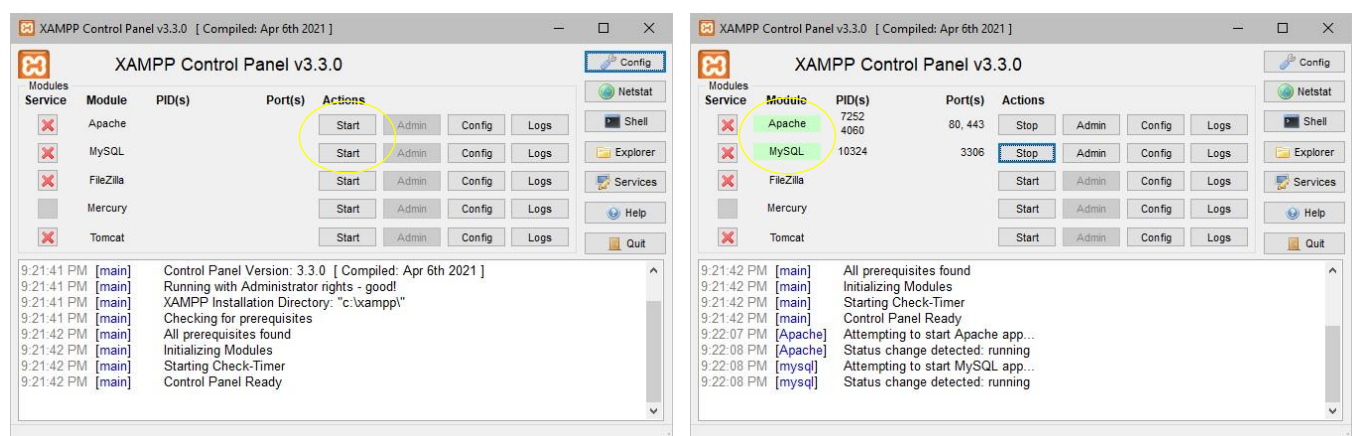 XAMPP Control Panel v3.3.0 [ Compiled: Apr 6th 2021 ]
XAMPP Control Panel v3.3.0
Config
Modules
Service Module PID(s) Port(s) Actions
Netstat
Apache Start Admin Config Logs
Shell
MySQL Start Admin Config Logs
Explorer
FileZilla Start Admin Config Logs
Services
Mercury Start Admin Config Logs
Help
Tomcat Start Admin Config Logs
Quit
9:21:41 PM [main] Control Panel Version: 3.3.0 [ Compiled: Apr 6th 2021 ]
9:21:41 PM [main] Running with Administrator rights - good!
9:21:41 PM [main] XAMPP Installation Directory: "c:\xampp\"
9:21:41 PM [main] Checking for prerequisites
9:21:42 PM [main] All prerequisites found
9:21:42 PM [main] Initializing Modules
9:21:42 PM [main] Starting Check-Timer
9:21:42 PM [main] Control Panel Ready
XAMPP Control Panel v3.3.0 [ Compiled: Apr 6th 2021 ]
XAMPP Control Panel v3.3.0
Config
Modules
Service Module PID(s) Port(s) Actions
Netstat
Apache 7252 4060 80, 443 Stop Admin Config Logs
Shell
MySQL 10324 3306 Stop Admin Config Logs
Explorer
FileZilla Start Admin Config Logs
Services
Mercury Start Admin Config Logs
Help
Tomcat Start Admin Config Logs
Quit
9:21:42 PM [main] All prerequisites found
9:21:42 PM [main] Initializing Modules
9:21:42 PM [main] Starting Check-Timer
9:21:42 PM [main] Control Panel Ready
9:22:07 PM [Apache] Attempting to start Apache app...
9:22:08 PM [Apache] Status change detected: running
9:22:08 PM [mysql] Attempting to start MySQL app...
9:22:08 PM [mysql] Status change detected: running